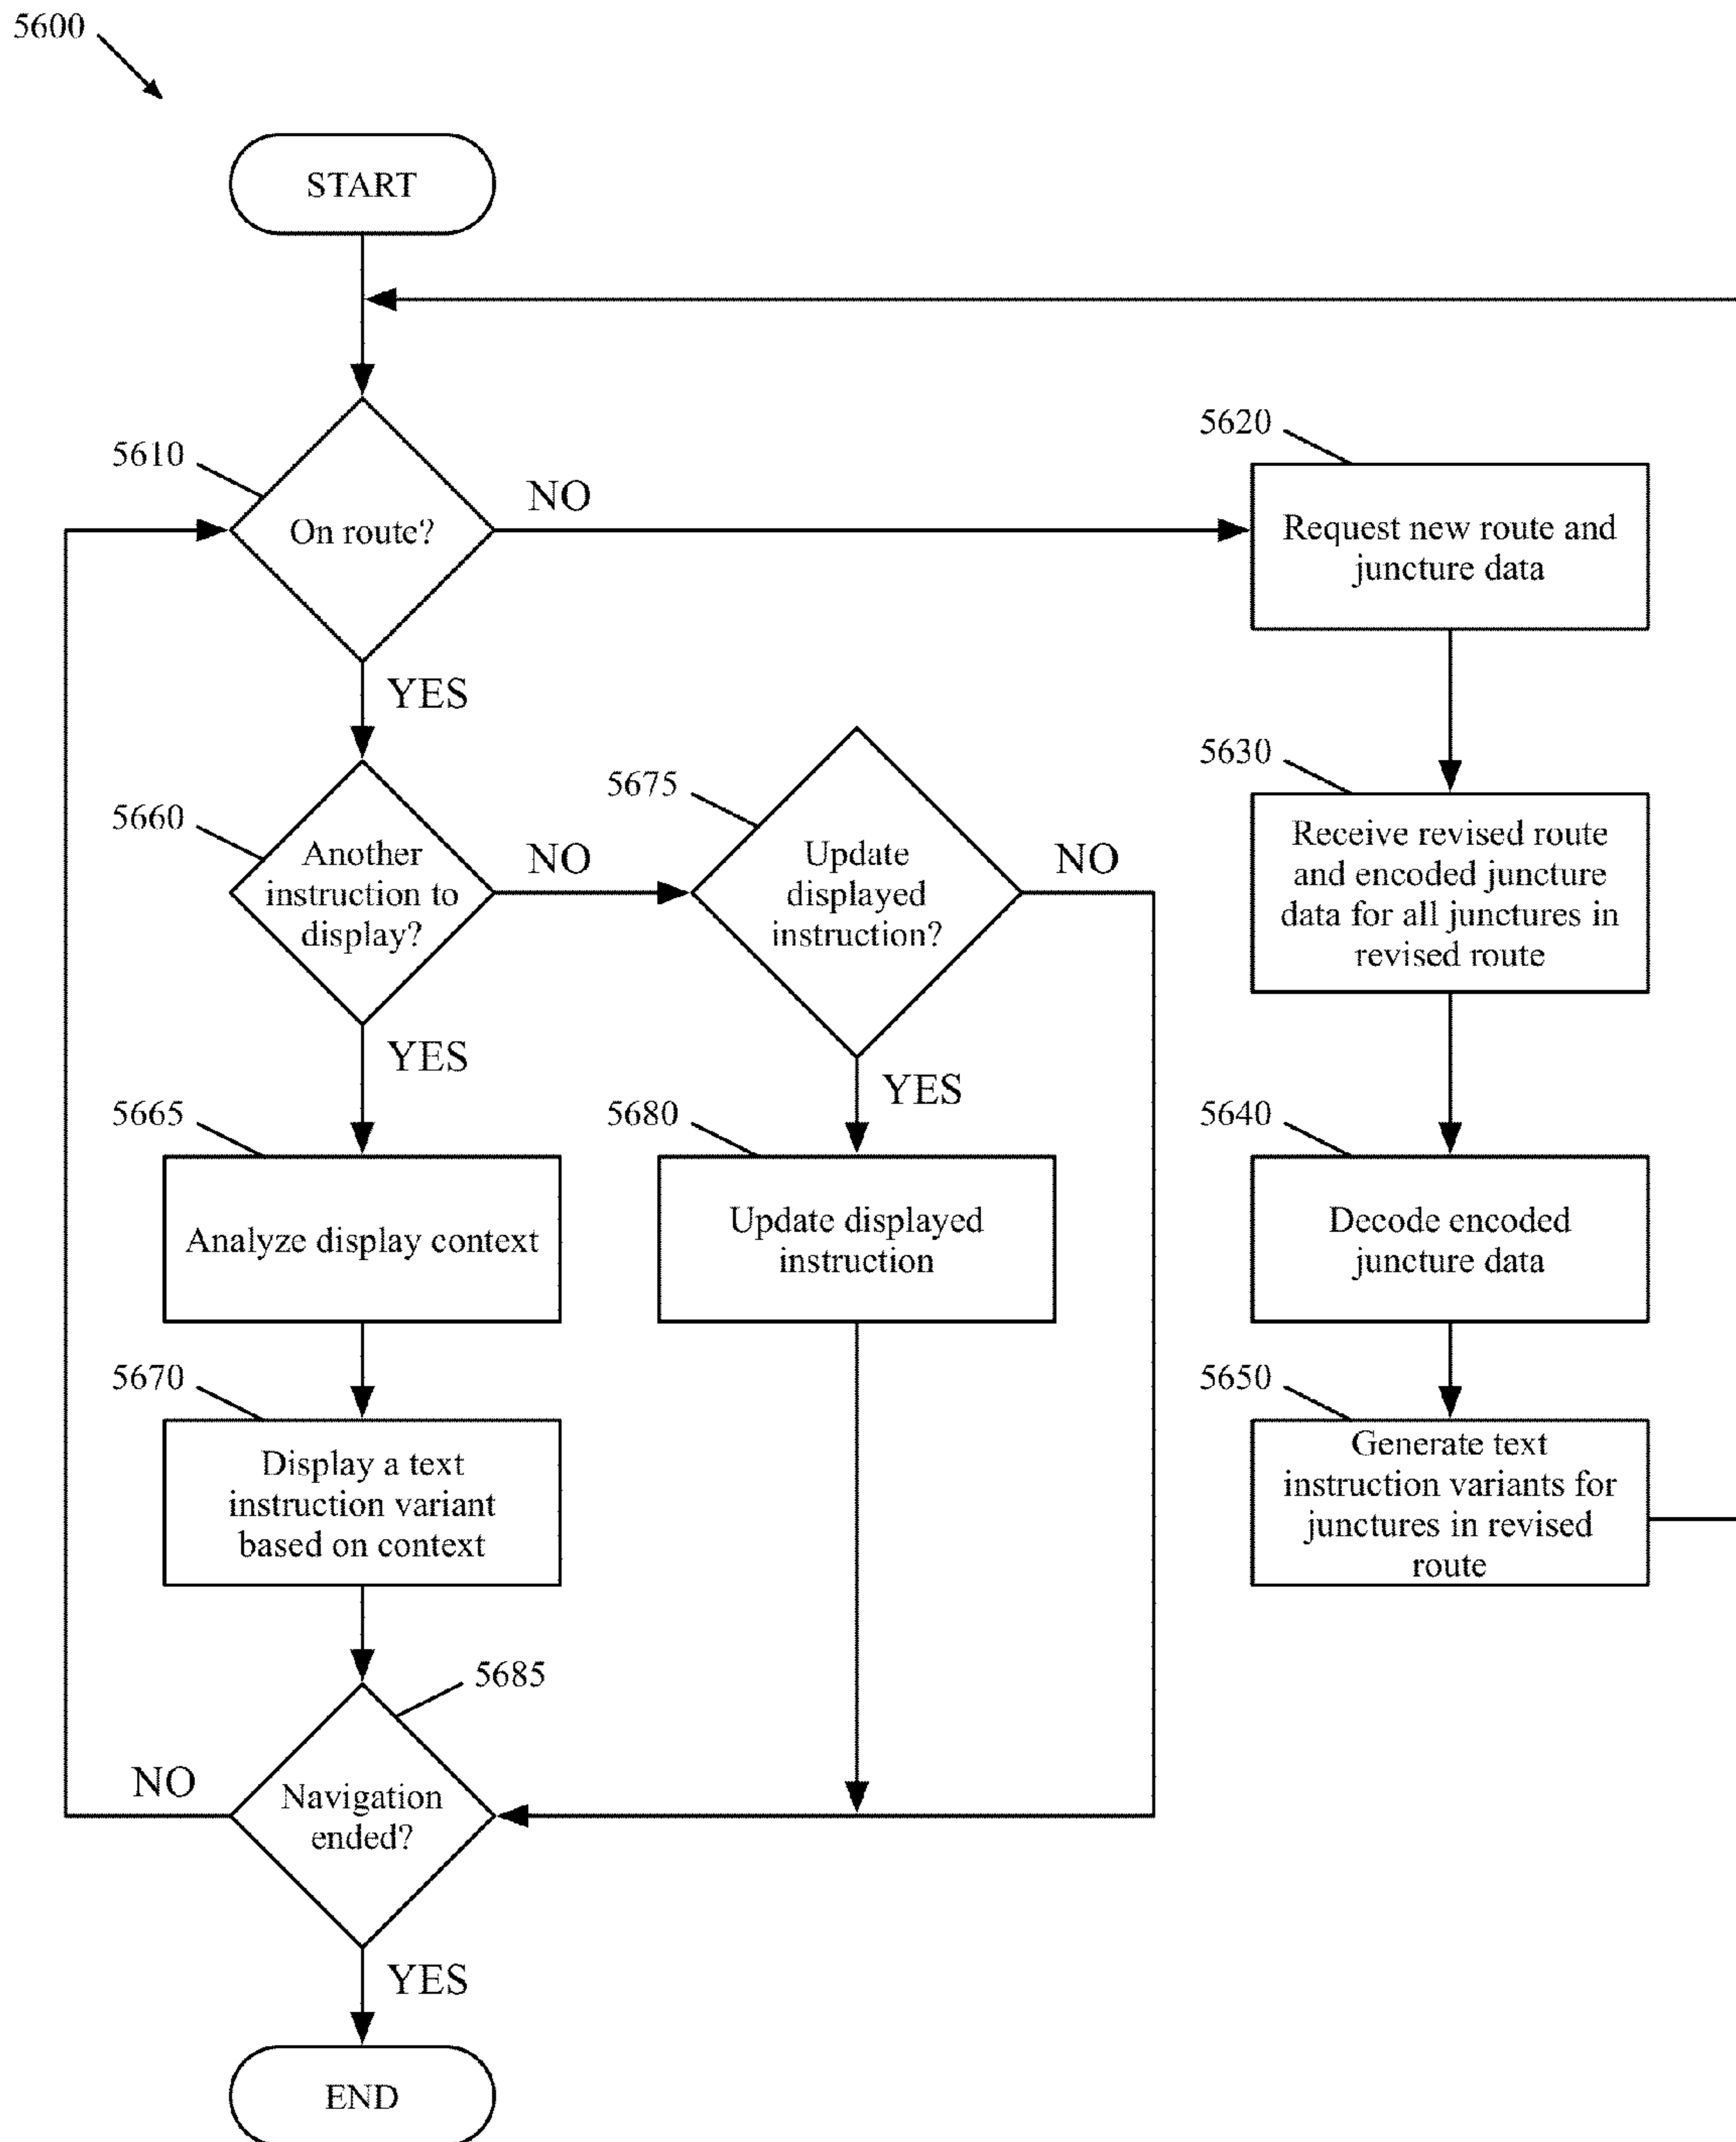 5600
START
5610
On route?
NO
5620
Request new route and
juncture data
YES
5660
Another
instruction to
display?
NO
5675
Update
displayed
instruction?
NO
5630
Receive revised route
and encoded juncture
data for all junctures in
revised route
YES
YES
5665
Analyze display context
5680
Update displayed
instruction
5640
Decode encoded
juncture data
5670
Display a text
instruction variant
based on context
5650
Generate text
instruction variants for
junctures in revised
route
5685
Navigation
ended?
NO
YES
END